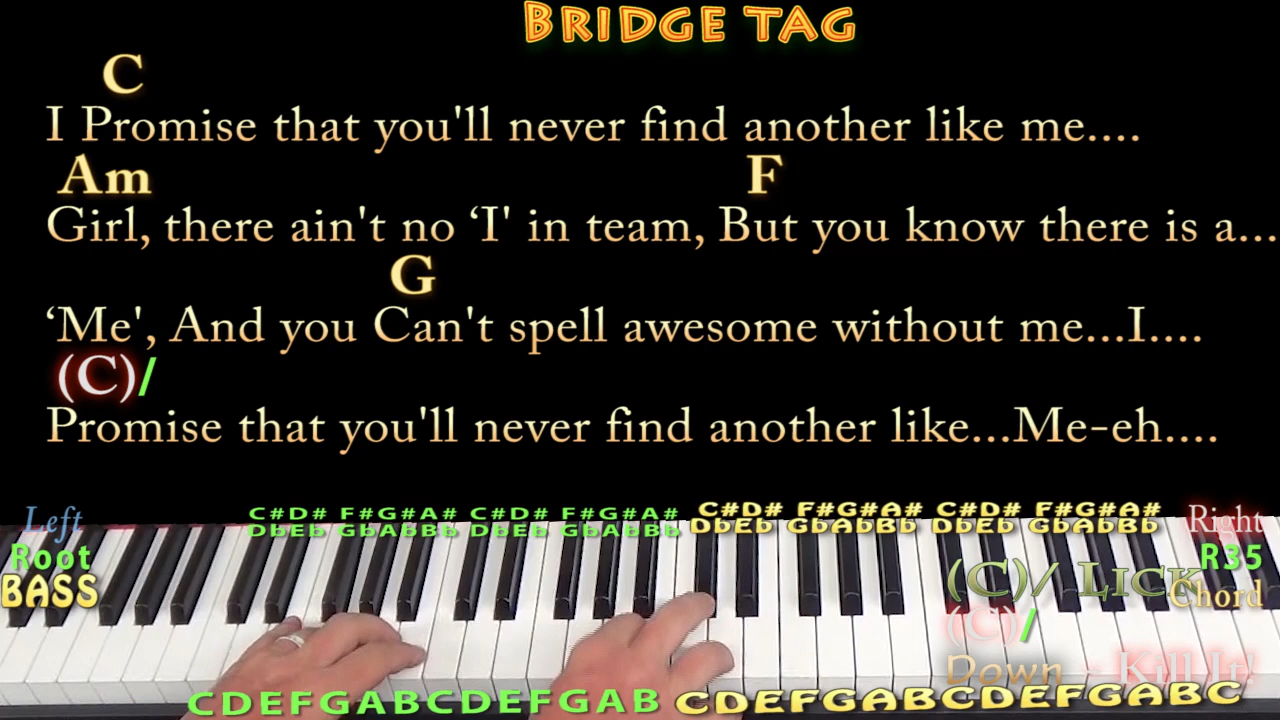 BRIDGE TAG
C
I Promise that you'll never find another like me....
Am F
Girl, there ain't no ‘I' in team, But you know there is a...
G
‘Me', And you Can't spell awesome without me...I....
(C)/
Promise that you'll never find another like...Me-eh....
Left C#D# F#G#A# C#D# F#G#A# C#D# F#G#A# C#D# F#G#A# Right
DbEb GbAbBb DbEb GbAbBb DbEb GbAbBb DbEb GbAbBb
Root R35
BASS (C)/ LICK Chord
(C)/
Down - Kill It!
CDEFGABCDEFGAB CDEFGABCDEFGABC